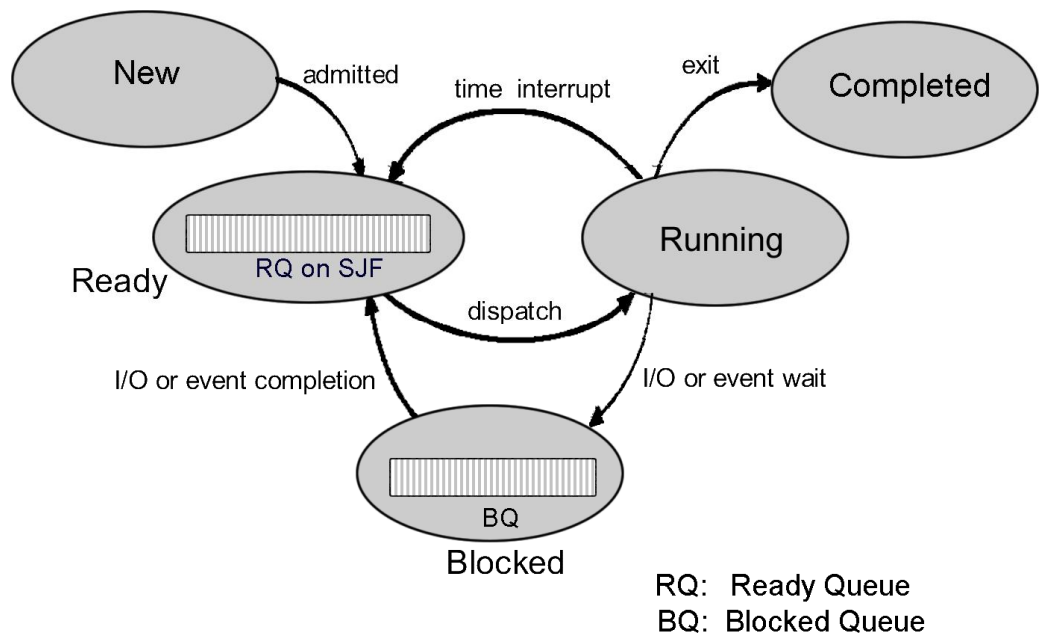 New
admitted
time interrupt
exit
Completed
RQ on SJF
Ready
Running
dispatch
I/O or event completion
I/O or event wait
BQ
Blocked
RQ: Ready Queue
BQ: Blocked Queue